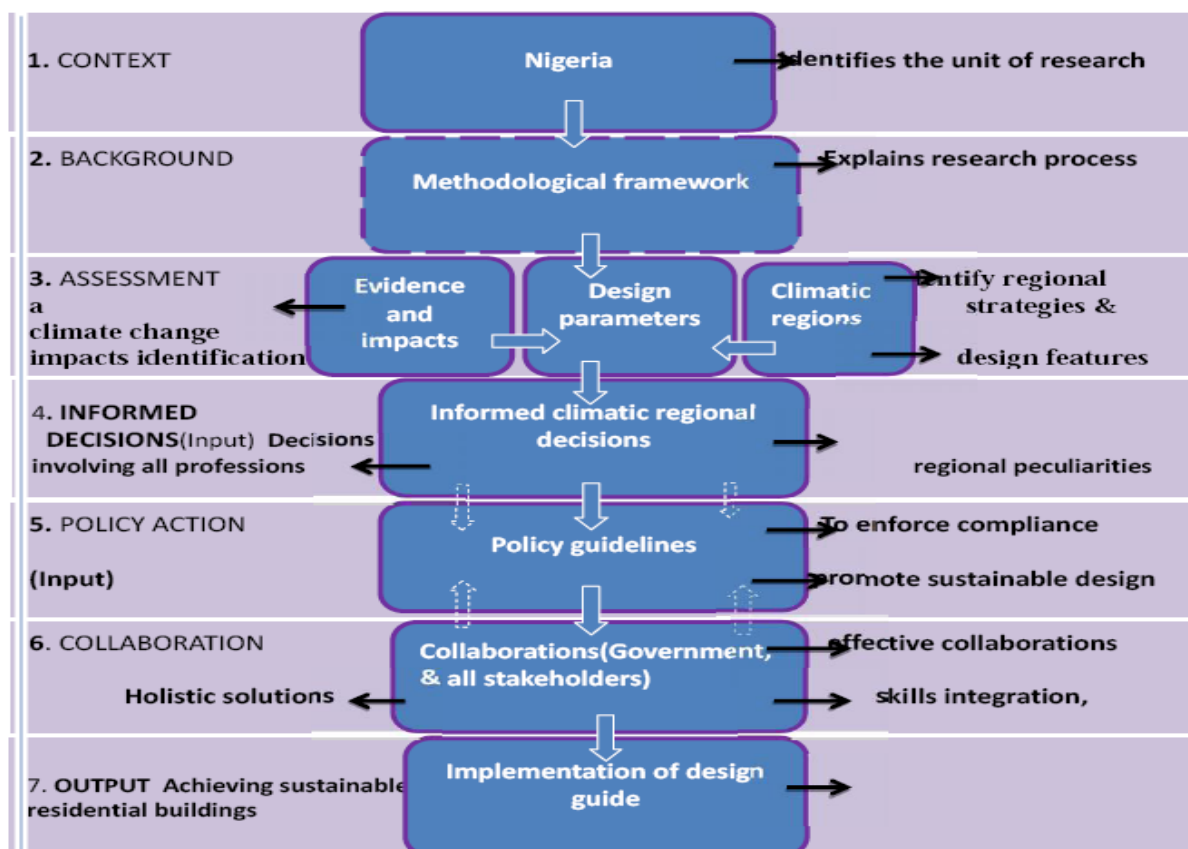 1. CONTEXT
Nigeria
Identifies the unit of research
2. BACKGROUND
Methodological framework
Explains research process
3. ASSESSMENT
a
climate change
impacts identification
Evidence
and
impacts
Design
parameters
Climatic
regions
strategies &
design features
regional
4. INFORMED
DECISIONS(Input) Decisions
involving all professions
Informed climatic regional
decisions
regional peculiarities
5. POLICY ACTION
(Input)
Policy guidelines
To enforce compliance
promote sustainable design
6. COLLABORATION
Holistic solutions
Collaborations(Government,
& all stakeholders)
effective collaborations
skills integration,
7. OUTPUT Achieving sustainable
residential buildings
Implementation of design
guide